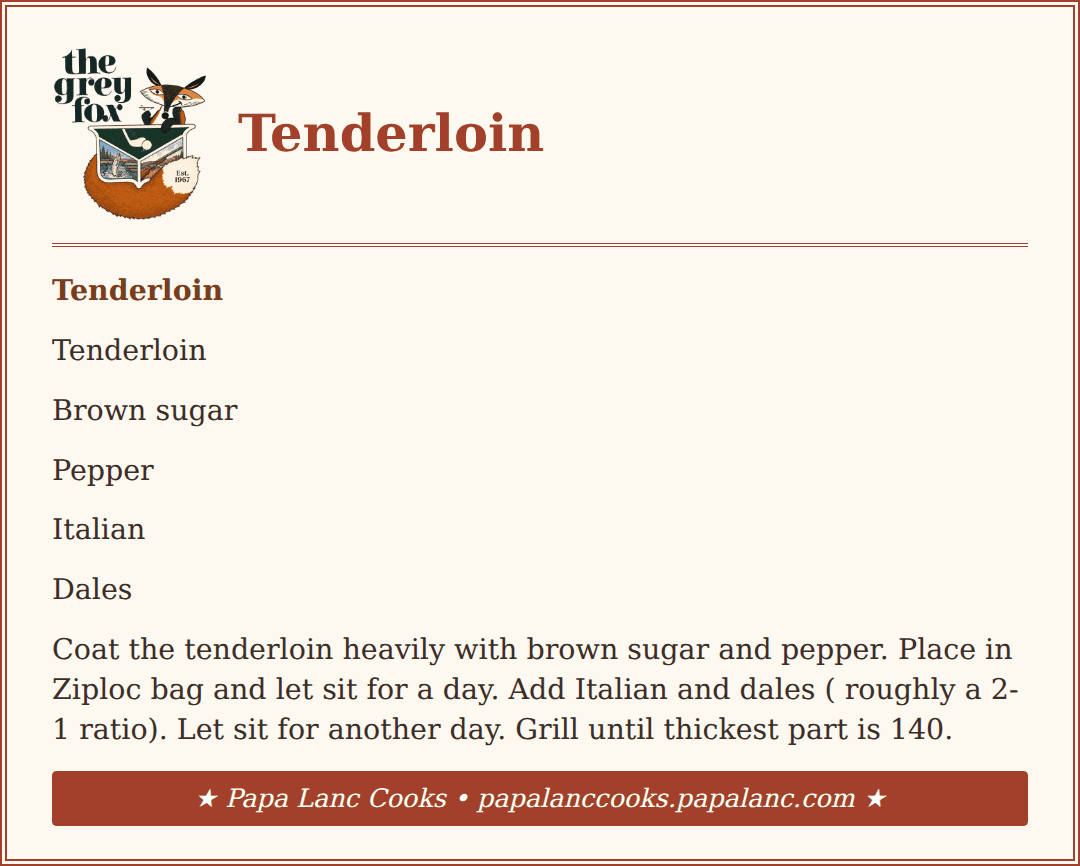 the
grey
fox
Est.
1967
Tenderloin
Tenderloin
Tenderloin
Brown sugar
Pepper
Italian
Dales
Coat the tenderloin heavily with brown sugar and pepper. Place in
Ziploc bag and let sit for a day. Add Italian and dales ( roughly a 2-
1 ratio). Let sit for another day. Grill until thickest part is 140.
★ Papa Lanc Cooks • papalanccooks.papalanc.com ★